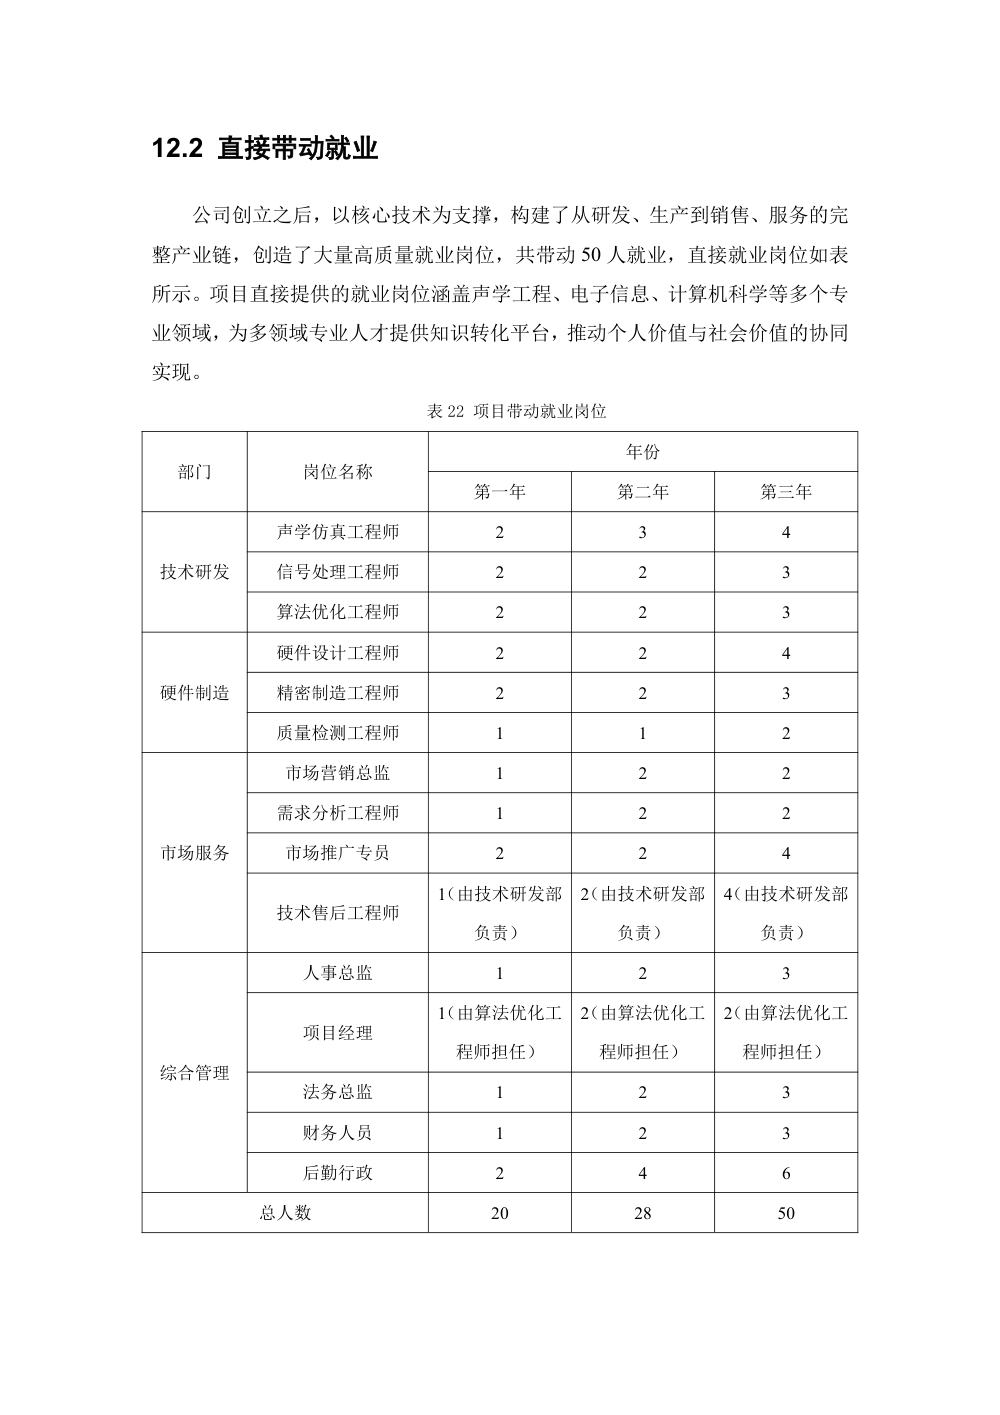 12.2 直接带动就业
公司创立之后，以核心技术为支撑，构建了从研发、生产到销售、服务的完
整产业链，创造了大量高质量就业岗位，共带动 50 人就业，直接就业岗位如表
所示。项目直接提供的就业岗位涵盖声学工程、电子信息、计算机科学等多个专
业领域，为多领域专业人才提供知识转化平台，推动个人价值与社会价值的协同
实现。
表 22 项目带动就业岗位
部门 岗位名称 年份
第一年 第二年 第三年
技术研发
声学仿真工程师 2 3 4
信号处理工程师 2 2 3
算法优化工程师 2 2 3
硬件制造
硬件设计工程师 2 2 4
精密制造工程师 2 2 3
质量检测工程师 1 1 2
市场服务
市场营销总监 1 2 2
需求分析工程师 1 2 2
市场推广专员 2 2 4
技术售后工程师 1（由技术研发部 2（由技术研发部 4（由技术研发部
负责） 负责） 负责）
综合管理
人事总监 1 2 3
项目经理 1（由算法优化工 2（由算法优化工 2（由算法优化工
程师担任） 程师担任） 程师担任）
法务总监 1 2 3
财务人员 1 2 3
后勤行政 2 4 6
总人数 20 28 50